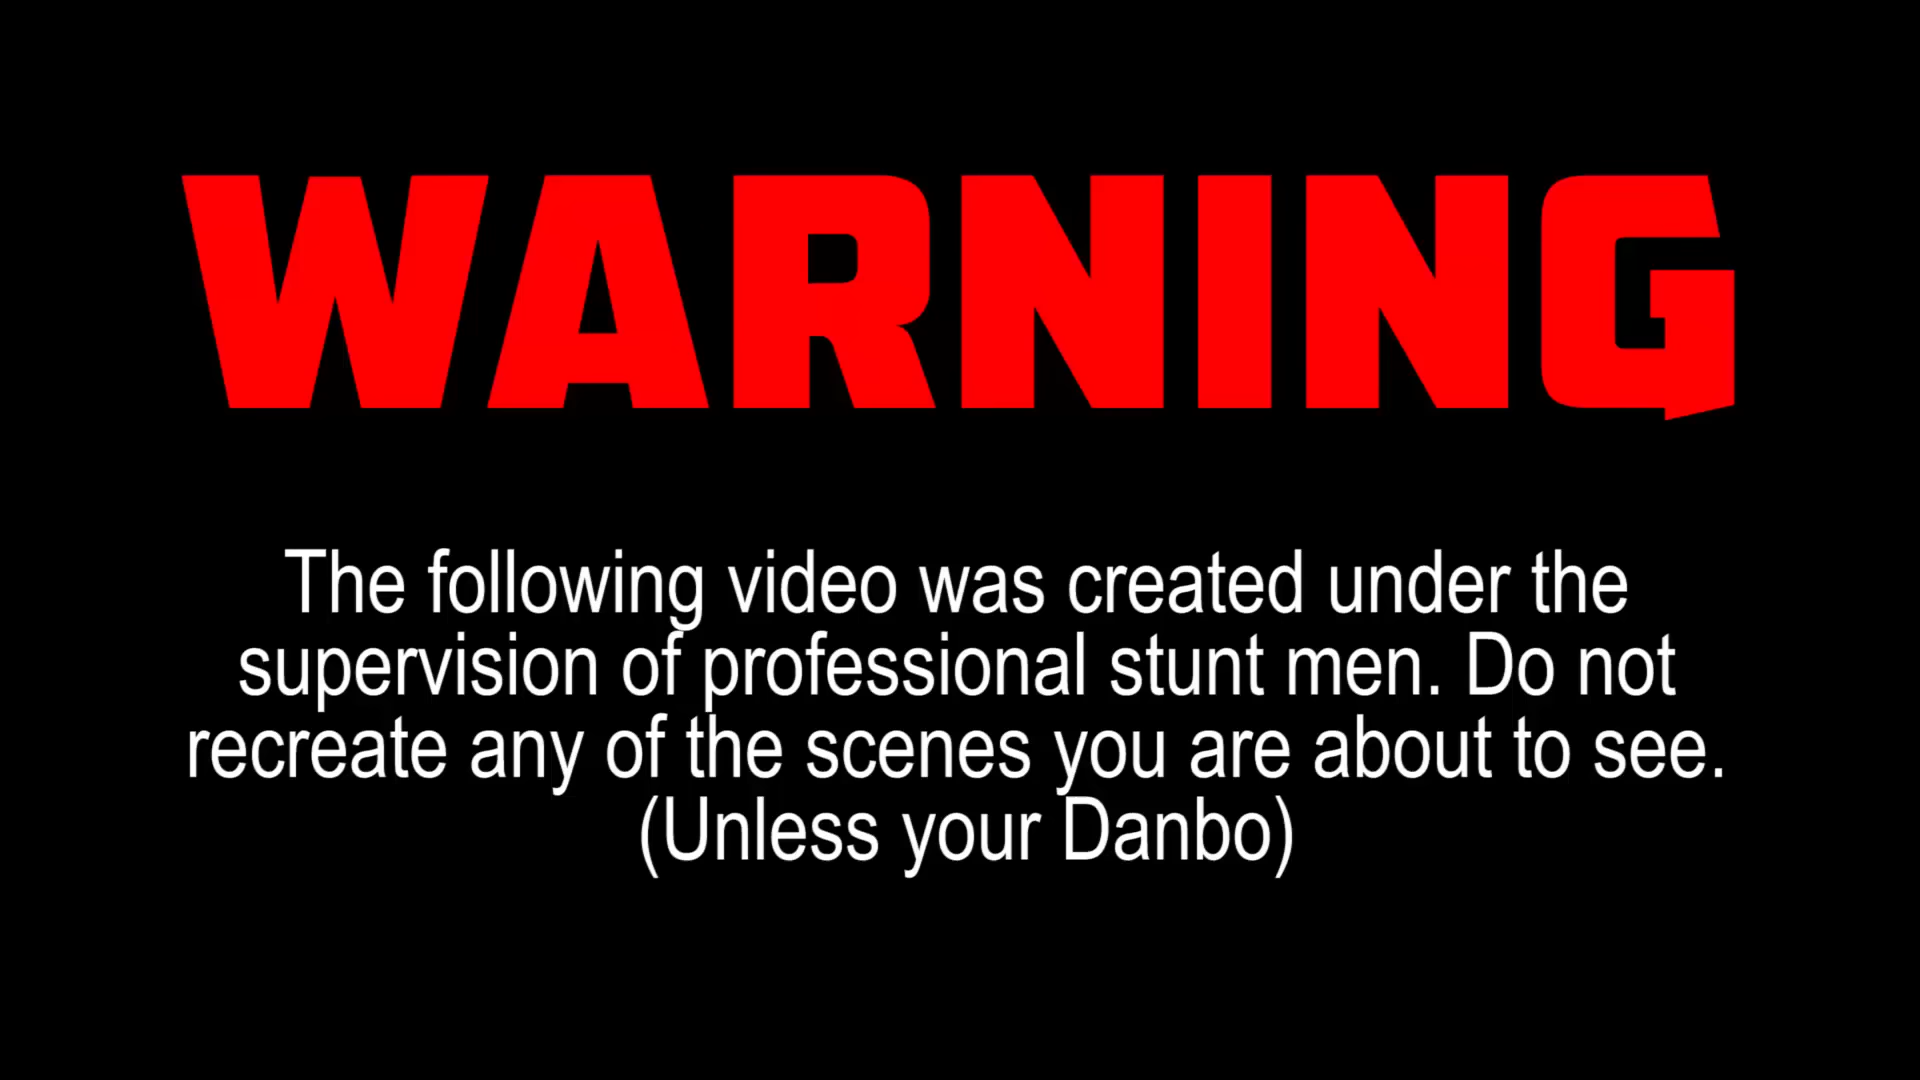 WARNING
The following video was created under the
supervision of professional stunt men. Do not
recreate any of the scenes you are about to see.
(Unless your Danbo)